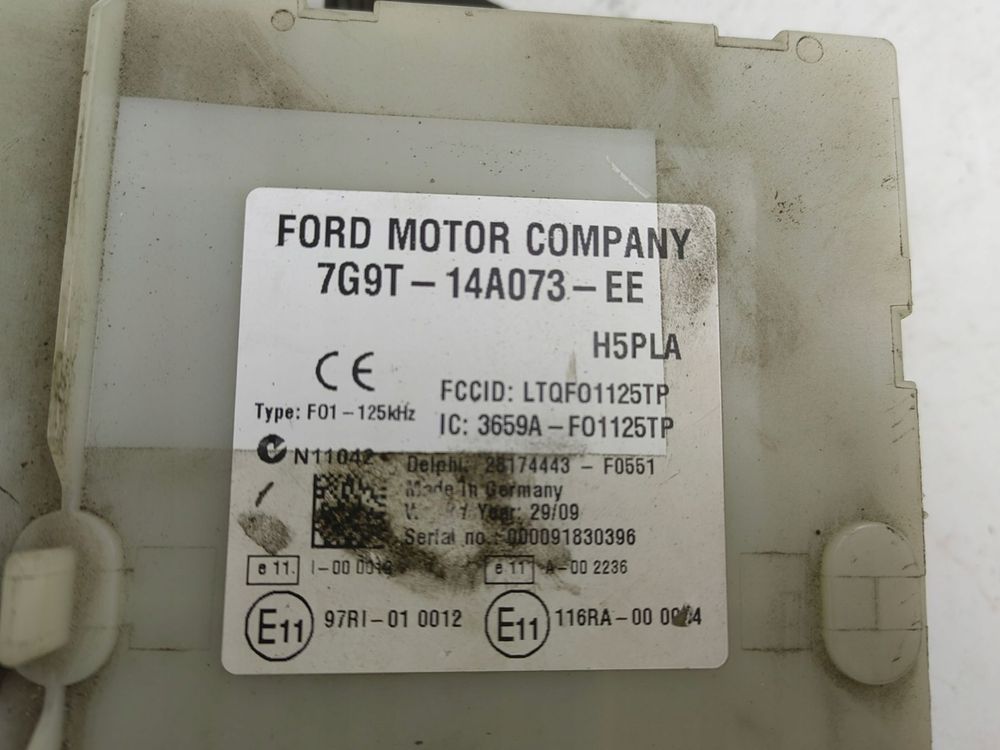 FORD MOTOR COMPANY
7G9T-14A073-EE
H5PLA
CE
FCCID: LTQF01125TP
Type: F01-125kHz
IC: 3659A-F01125TP
N11042
Delphi: 28174443-F0551
Made in Germany
Year: 29/09
Serial no.: 000091830396
e 11. I-00
e 11 A-00 2236
E11 97RI-01 0012
E11 116RA-00